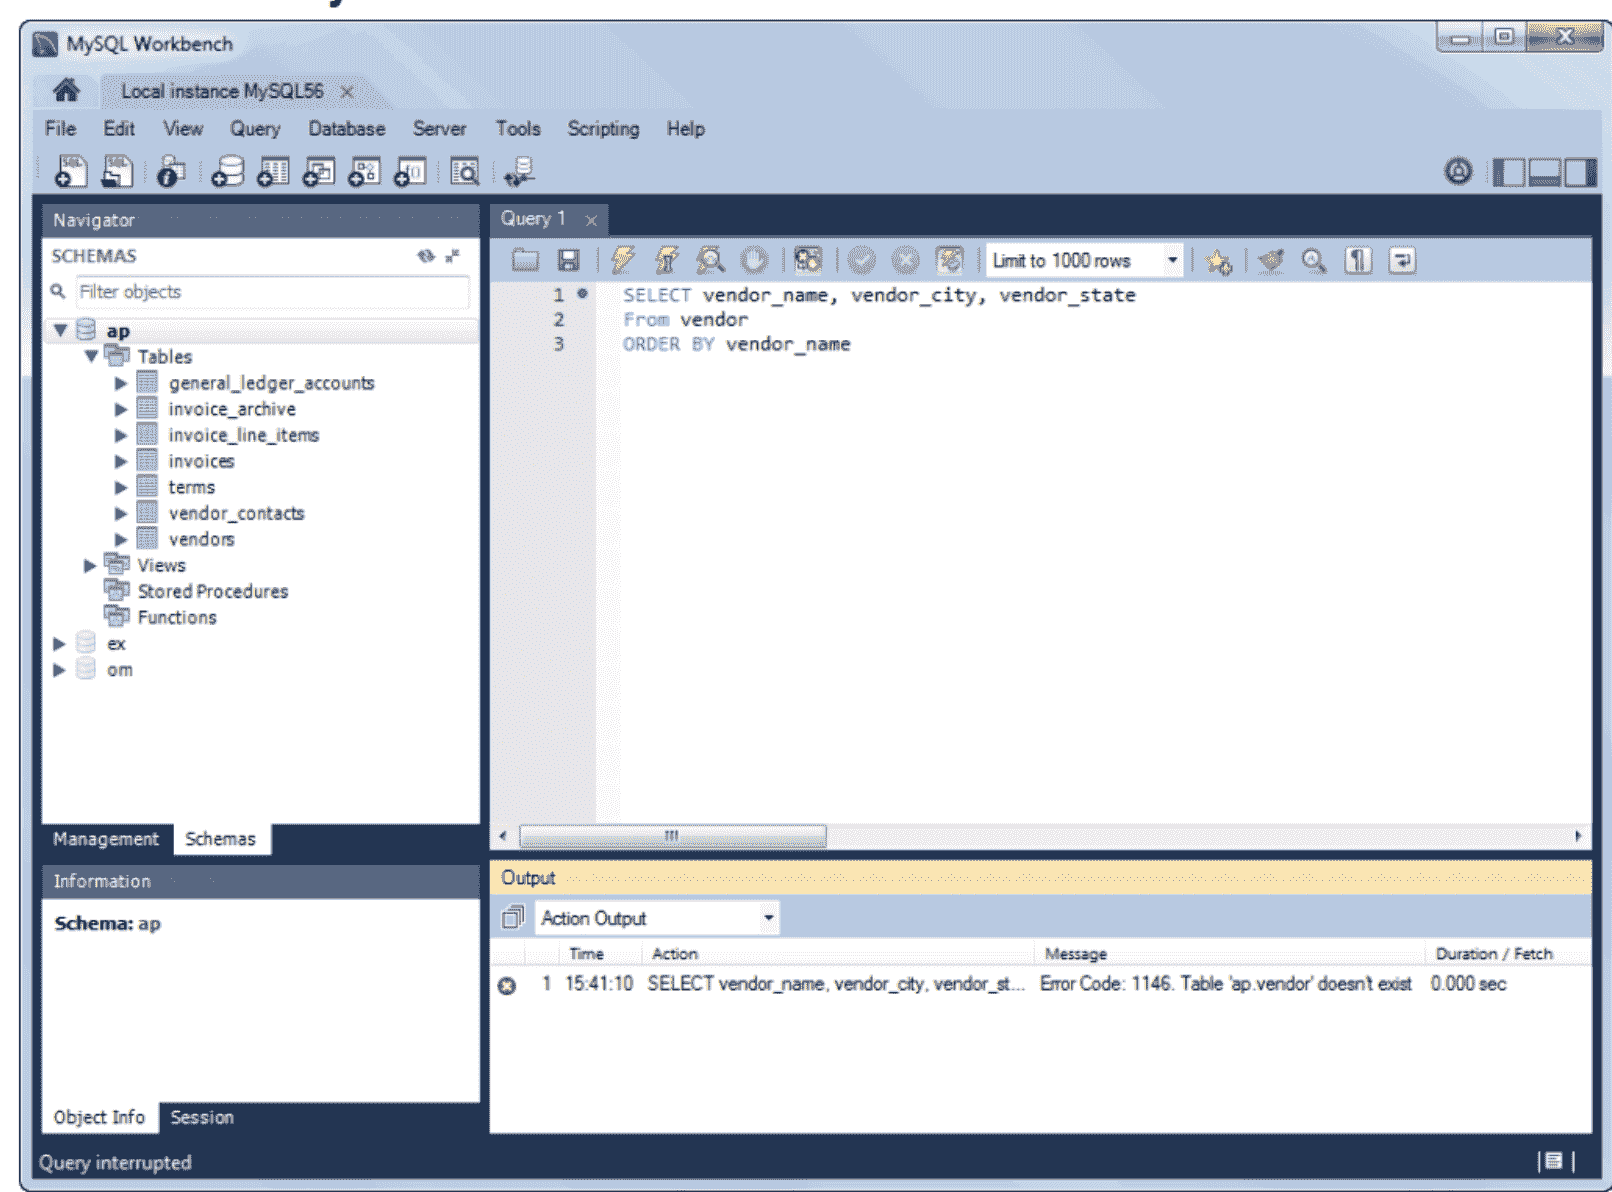 MySQL Workbench
Local instance MySQL56
File Edit View Query Database Server Tools Scripting Help
Navigator
SCHEMAS
Filter objects
ap
Tables
general_ledger_accounts
invoice_archive
invoice_line_items
invoices
terms
vendor_contacts
vendors
Views
Stored Procedures
Functions
ex
om
Management Schemas
Information
Schema: ap
Object Info Session
Query 1
Limit to 1000 rows
1 SELECT vendor_name, vendor_city, vendor_state
2 From vendor
3 ORDER BY vendor_name
Output
Action Output
Time Action Message Duration / Fetch
1 15:41:10 SELECT vendor_name, vendor_city, vendor_st... Error Code: 1146. Table 'ap.vendor' doesn't exist 0.000 sec
Query interrupted